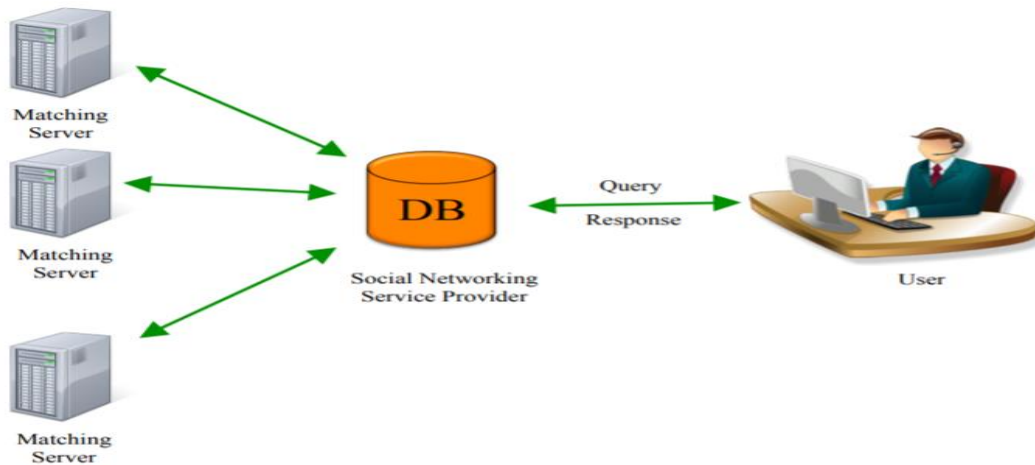 Matching
Server
Matching
Server
Matching
Server
DB
Social Networking
Service Provider
Query
Response
User